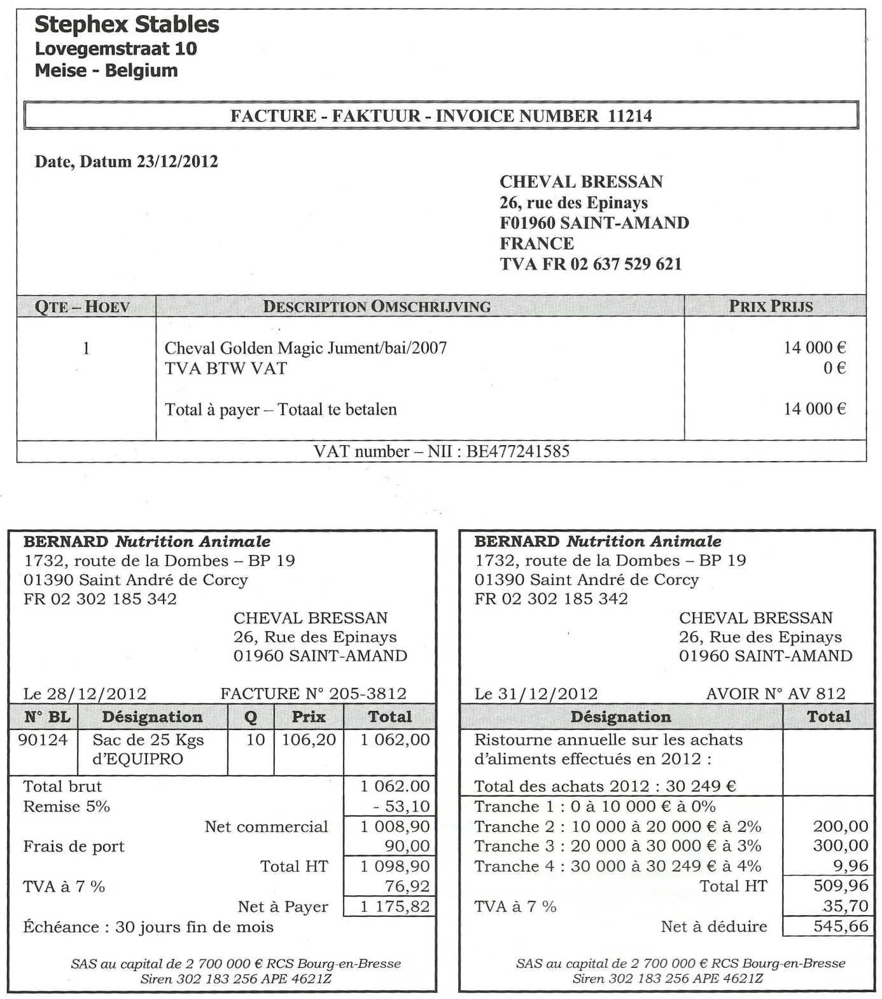 Stephex Stables
Lovegemstraat 10
Meise - Belgium
FACTURE - FAKTUUR - INVOICE NUMBER 11214
Date, Datum 23/12/2012
CHEVAL BRESSAN
26, rue des Epinays
F01960 SAINT-AMAND
FRANCE
TVA FR 02 637 529 621
QTE – HOEV DESCRIPTION OMSCHRIJVING PRIX PRIJS
1 Cheval Golden Magic Jument/bai/2007 14 000 €
TVA BTW VAT 0 €
Total à payer – Totaal te betalen 14 000 €
VAT number – NII : BE477241585
BERNARD Nutrition Animale
1732, route de la Dombes – BP 19
01390 Saint André de Corcy
FR 02 302 185 342
CHEVAL BRESSAN
26, Rue des Epinays
01960 SAINT-AMAND
Le 28/12/2012 FACTURE N° 205-3812
N° BL Désignation Q Prix Total
90124 Sac de 25 Kgs 10 106,20 1 062,00
d'EQUIPRO
Total brut 1 062.00
Remise 5% - 53,10
Net commercial 1 008,90
Frais de port 90,00
Total HT 1 098,90
TVA à 7 % 76,92
Net à Payer 1 175,82
Échéance : 30 jours fin de mois
SAS au capital de 2 700 000 € RCS Bourg-en-Bresse
Siren 302 183 256 APE 4621Z
BERNARD Nutrition Animale
1732, route de la Dombes – BP 19
01390 Saint André de Corcy
FR 02 302 185 342
CHEVAL BRESSAN
26, Rue des Epinays
01960 SAINT-AMAND
Le 31/12/2012 AVOIR N° AV 812
Désignation Total
Ristourne annuelle sur les achats
d'aliments effectués en 2012 :
Total des achats 2012 : 30 249 €
Tranche 1 : 0 à 10 000 € à 0%
Tranche 2 : 10 000 à 20 000 € à 2% 200,00
Tranche 3 : 20 000 à 30 000 € à 3% 300,00
Tranche 4 : 30 000 à 30 249 € à 4% 9,96
Total HT 509,96
TVA à 7 % 35,70
Net à déduire 545,66
SAS au capital de 2 700 000 € RCS Bourg-en-Bresse
Siren 302 183 256 APE 4621Z